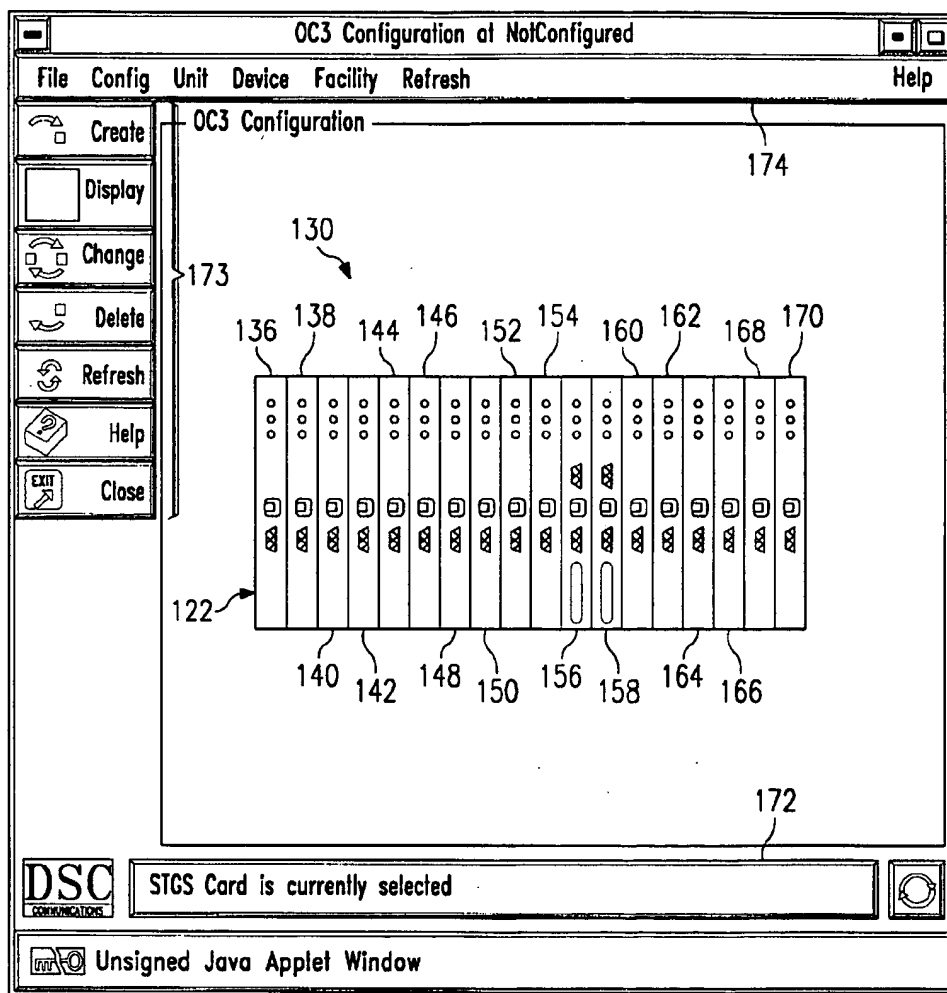 OC3 Configuration at NotConfigured
File Config Unit Device Facility Refresh Help
Create
Display
Change
Delete
Refresh
? Help
EXIT Close
OC3 Configuration
174
130
173
136 138 144 146 152 154 160 162 168 170
122
140 142 148 150 156 158 164 166
172
DSC
COMMUNICATIONS
STGS Card is currently selected
Unsigned Java Applet Window